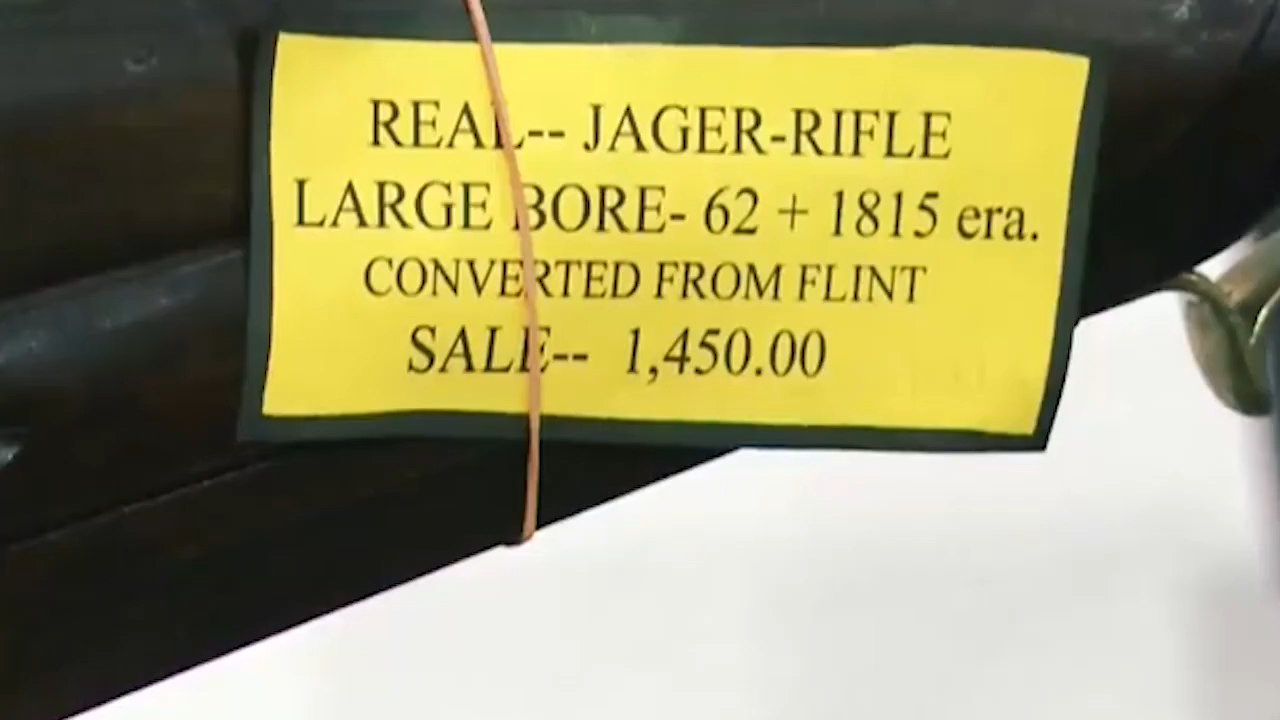 REAL-- JAGER-RIFLE
LARGE BORE- 62 + 1815 era.
CONVERTED FROM FLINT
SALE-- 1,450.00